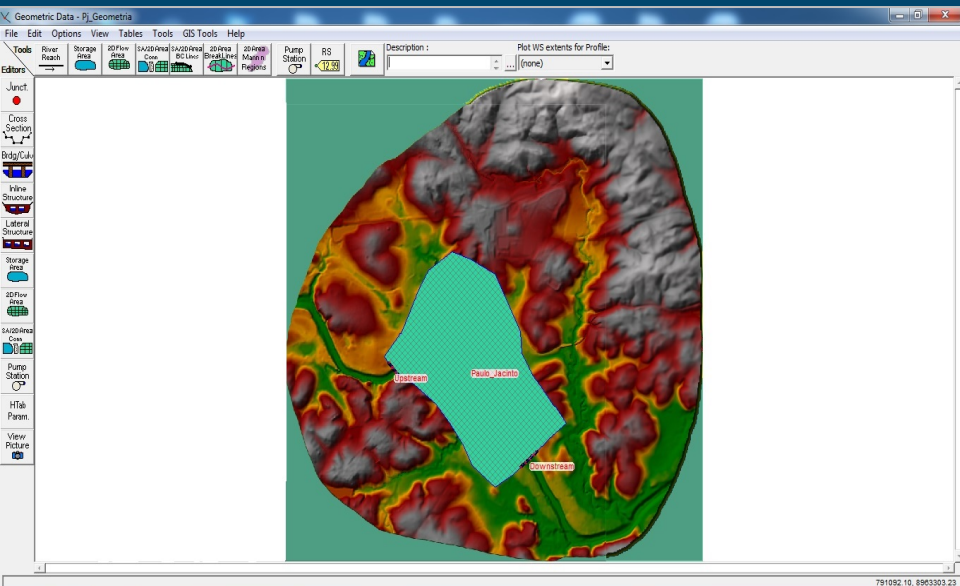 Geometric Data - Pj_Geometria
File Edit Options View Tables Tools GIS Tools Help
Tools
Editors
River
Reach
Storage
Area
2D Flow
Area
SA/2D Area
Conn
SA/2D Area
BC Lines
2D Area
BreakLines
2D Area
Mann n
Regions
Pump
Station
RS
12.99
Description :
...
Plot WS extents for Profile:
(none)
Junct.
Cross
Section
Brdg/Culv
Inline
Structure
Lateral
Structure
Storage
Area
2D Flow
Area
SA/2D Area
Conn
Pump
Station
HTab
Param.
View
Picture
Upstream
Paulo_Jacinto
Downstream
791092.10, 8963303.23